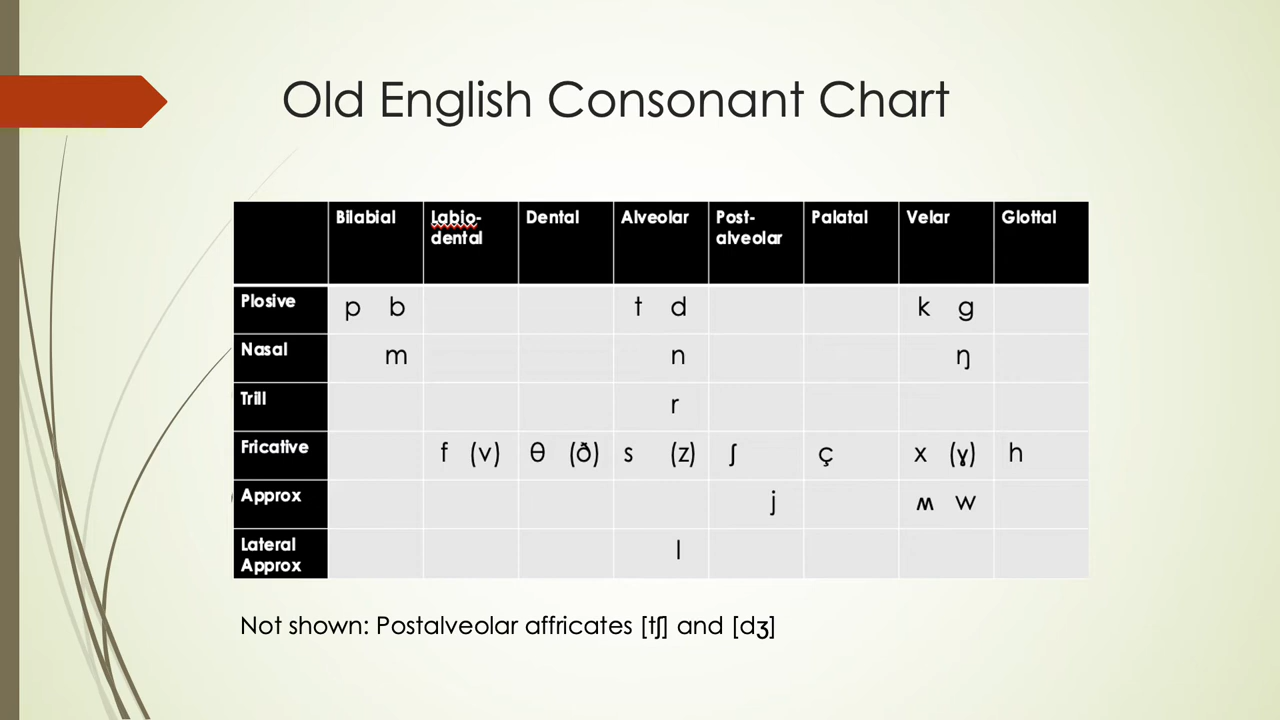 Old English Consonant Chart
Bilabial Labio-dental Dental Alveolar Post-alveolar Palatal Velar Glottal
Plosive p b t d k g
Nasal m n ŋ
Trill r
Fricative f (v) θ (ð) s (z) ʃ ç x (ɣ) h
Approx j ʍ w
Lateral Approx l
Not shown: Postalveolar affricates [tʃ] and [dʒ]